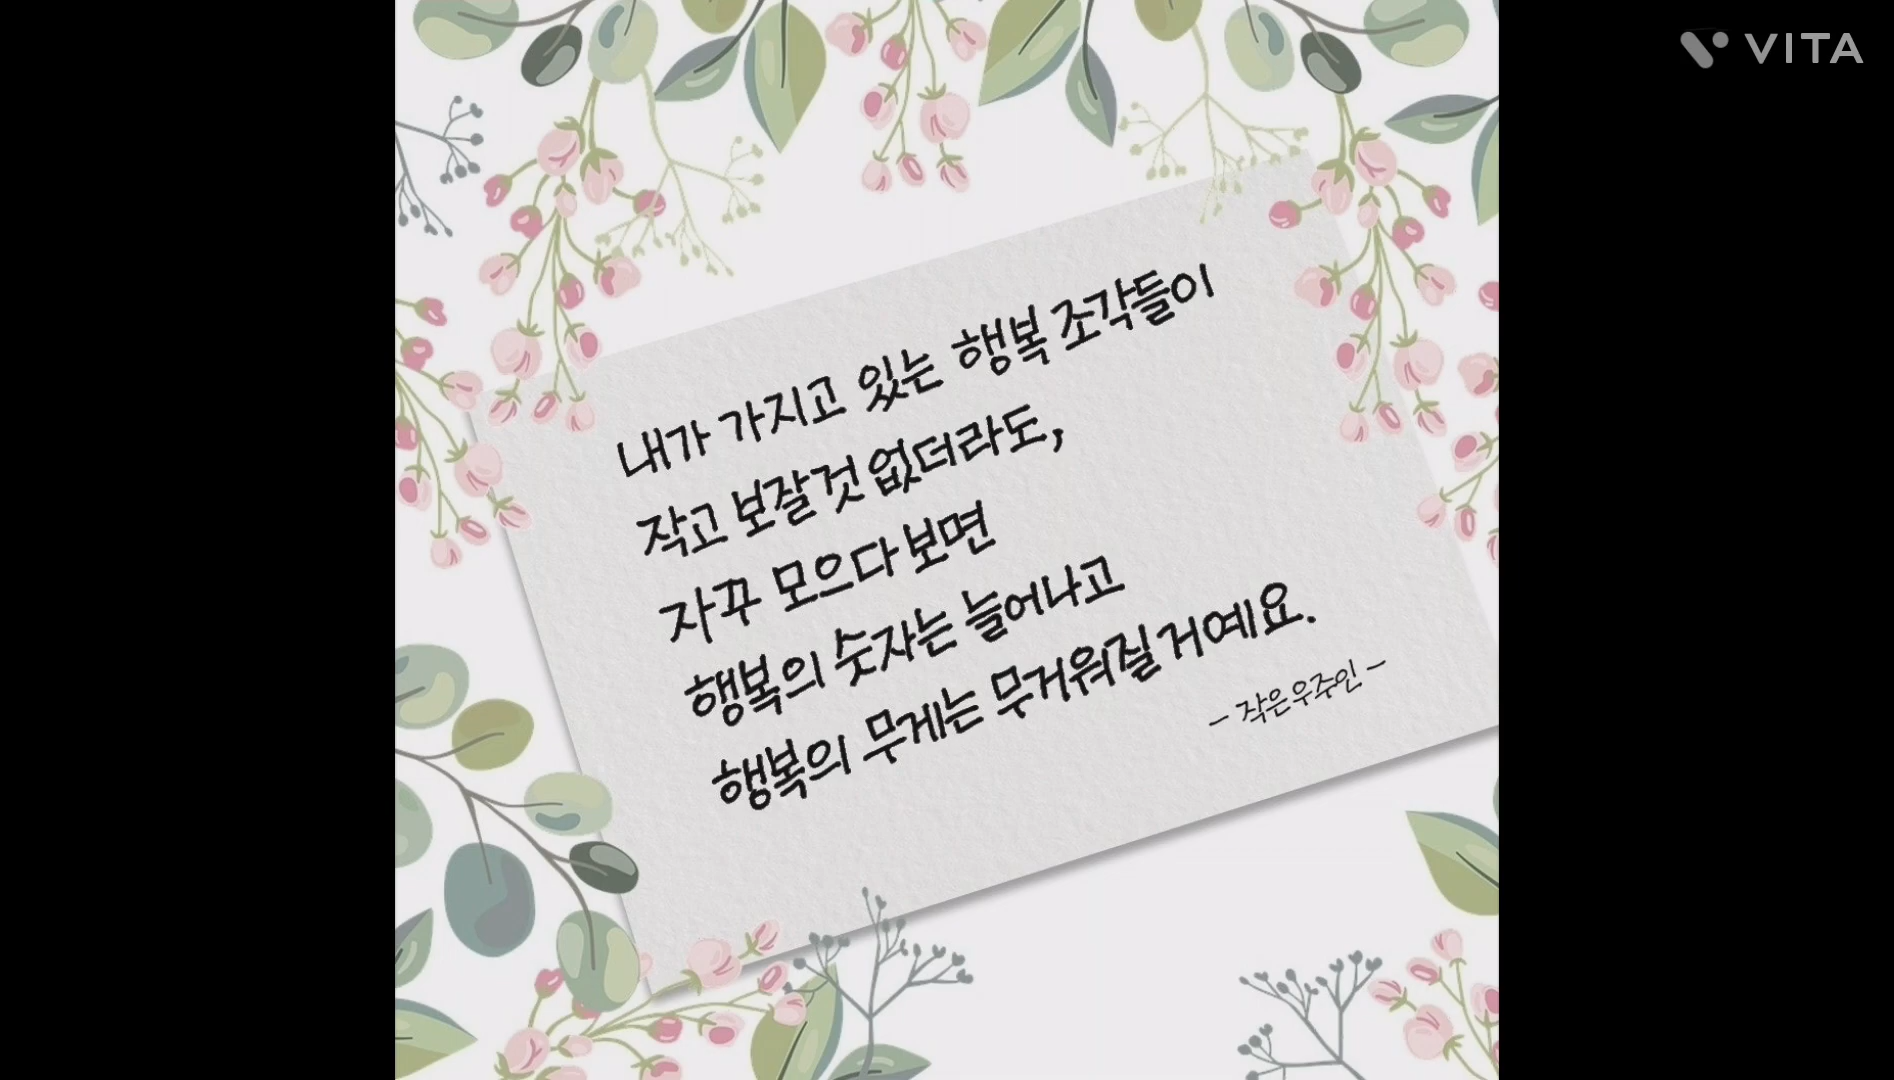 VITA
내가 가지고 있는 행복 조각들이
작고 보잘것 없더라도,
자꾸 모으다 보면
행복의 숫자는 늘어나고
행복의 무게는 무거워질 거예요.
- 작은우주인 -